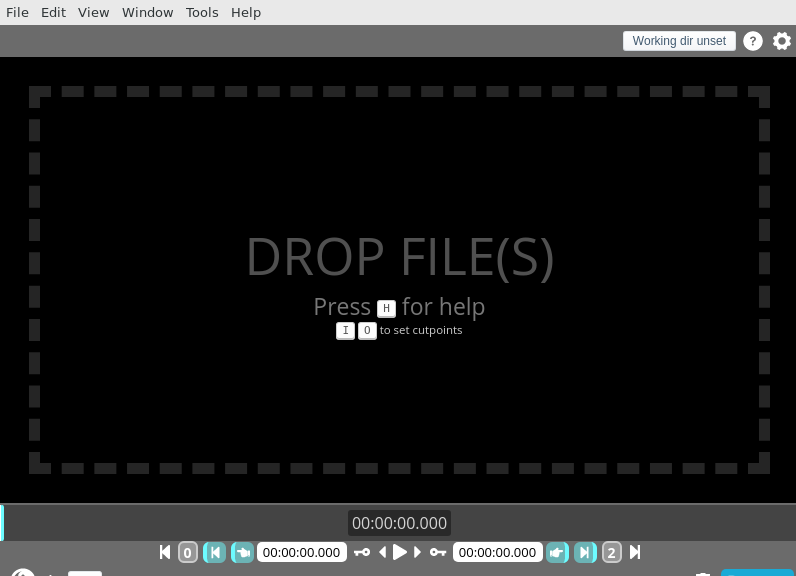 File Edit View Window Tools Help
Working dir unset ?
DROP FILE(S)
Press H for help
I O to set cutpoints
00:00:00.000
0 00:00:00.000 00:00:00.000 2